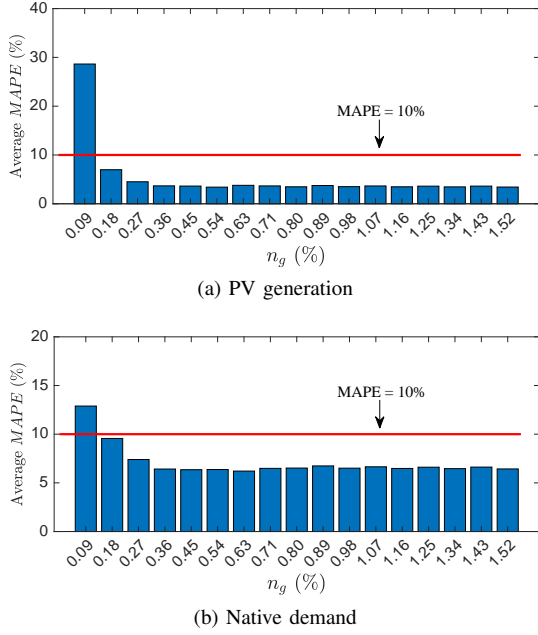 40
30
20
10
0
Average MAPE (%)
MAPE = 10%
0.09 0.18 0.27 0.36 0.45 0.54 0.63 0.71 0.80 0.89 0.98 1.07 1.16 1.25 1.34 1.43 1.52
n_g (%)
(a) PV generation
20
15
10
5
0
Average MAPE (%)
MAPE = 10%
0.09 0.18 0.27 0.36 0.45 0.54 0.63 0.71 0.80 0.89 0.98 1.07 1.16 1.25 1.34 1.43 1.52
n_g (%)
(b) Native demand